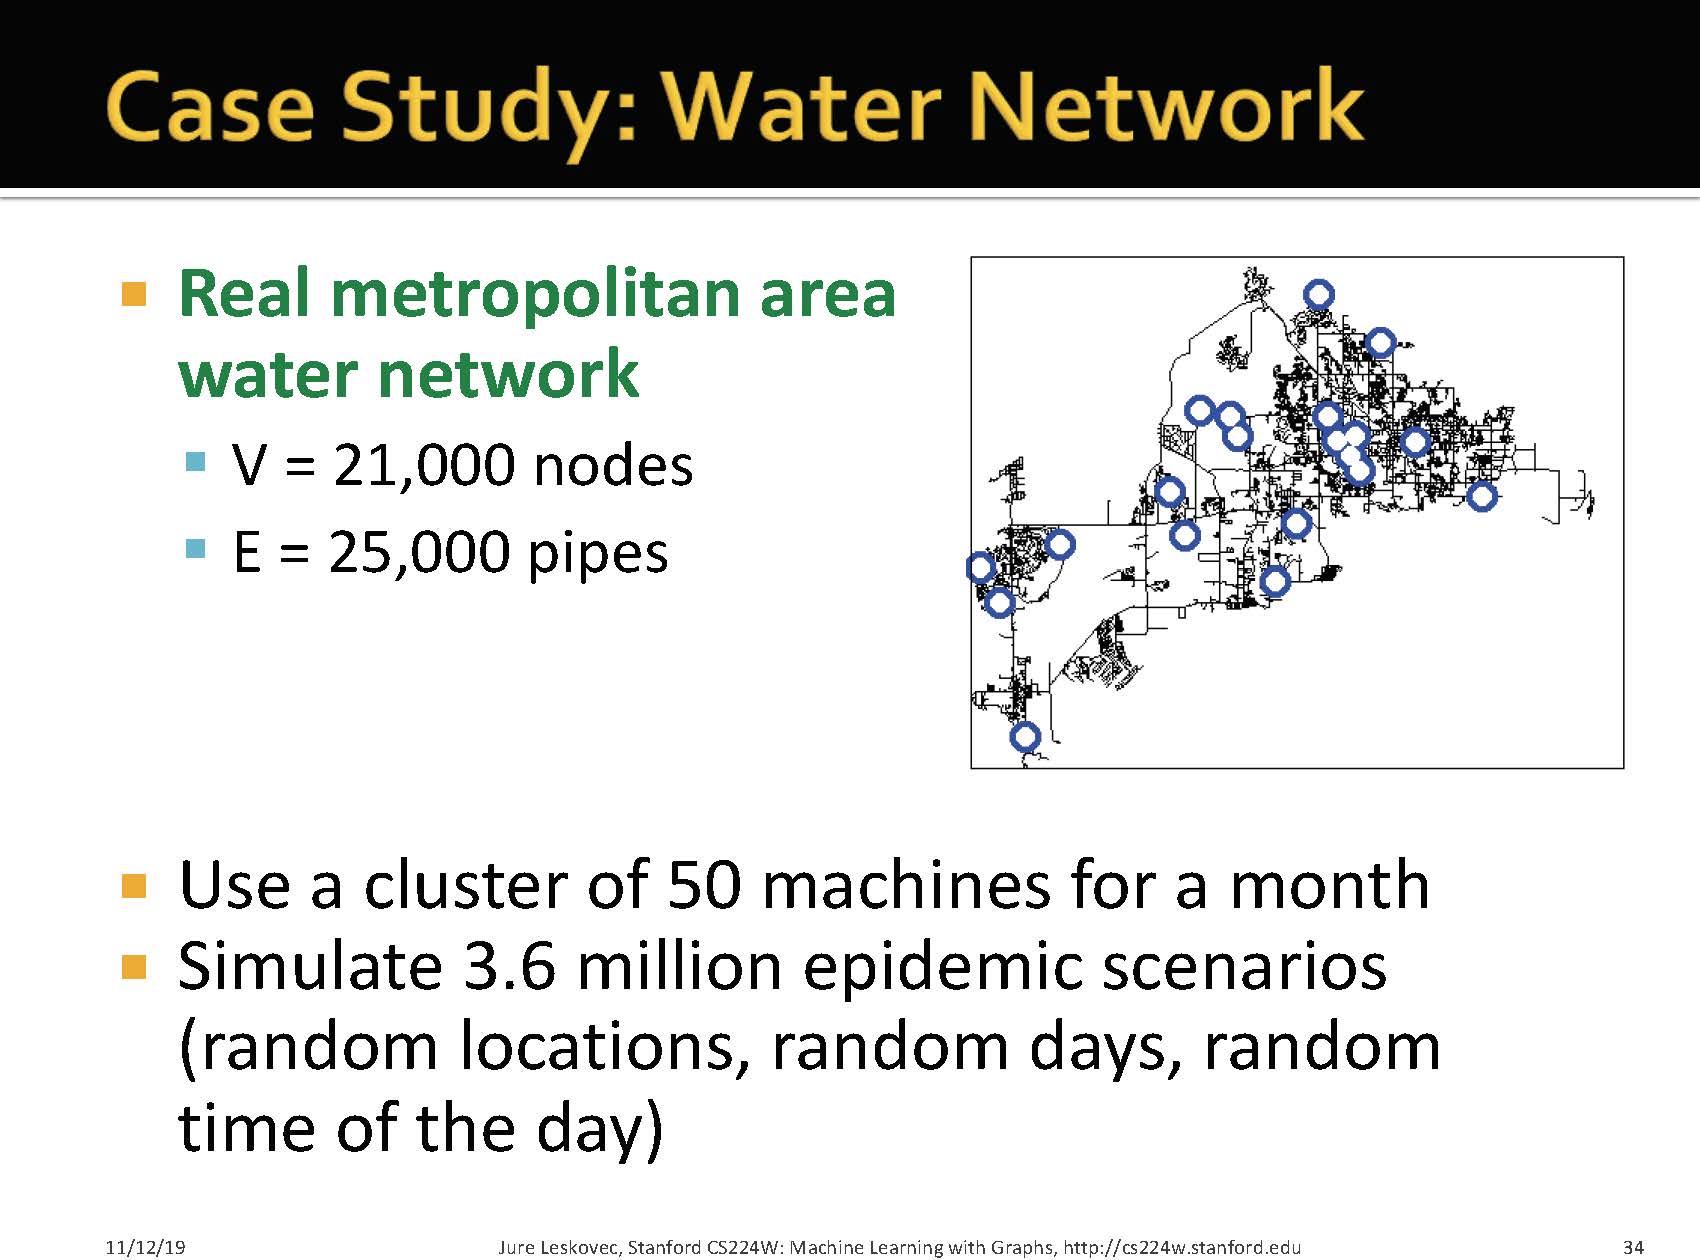 Case Study: Water Network
Real metropolitan area
water network
V = 21,000 nodes
E = 25,000 pipes
Use a cluster of 50 machines for a month
Simulate 3.6 million epidemic scenarios
(random locations, random days, random
time of the day)
11/12/19
Jure Leskovec, Stanford CS224W: Machine Learning with Graphs, http://cs224w.stanford.edu
34